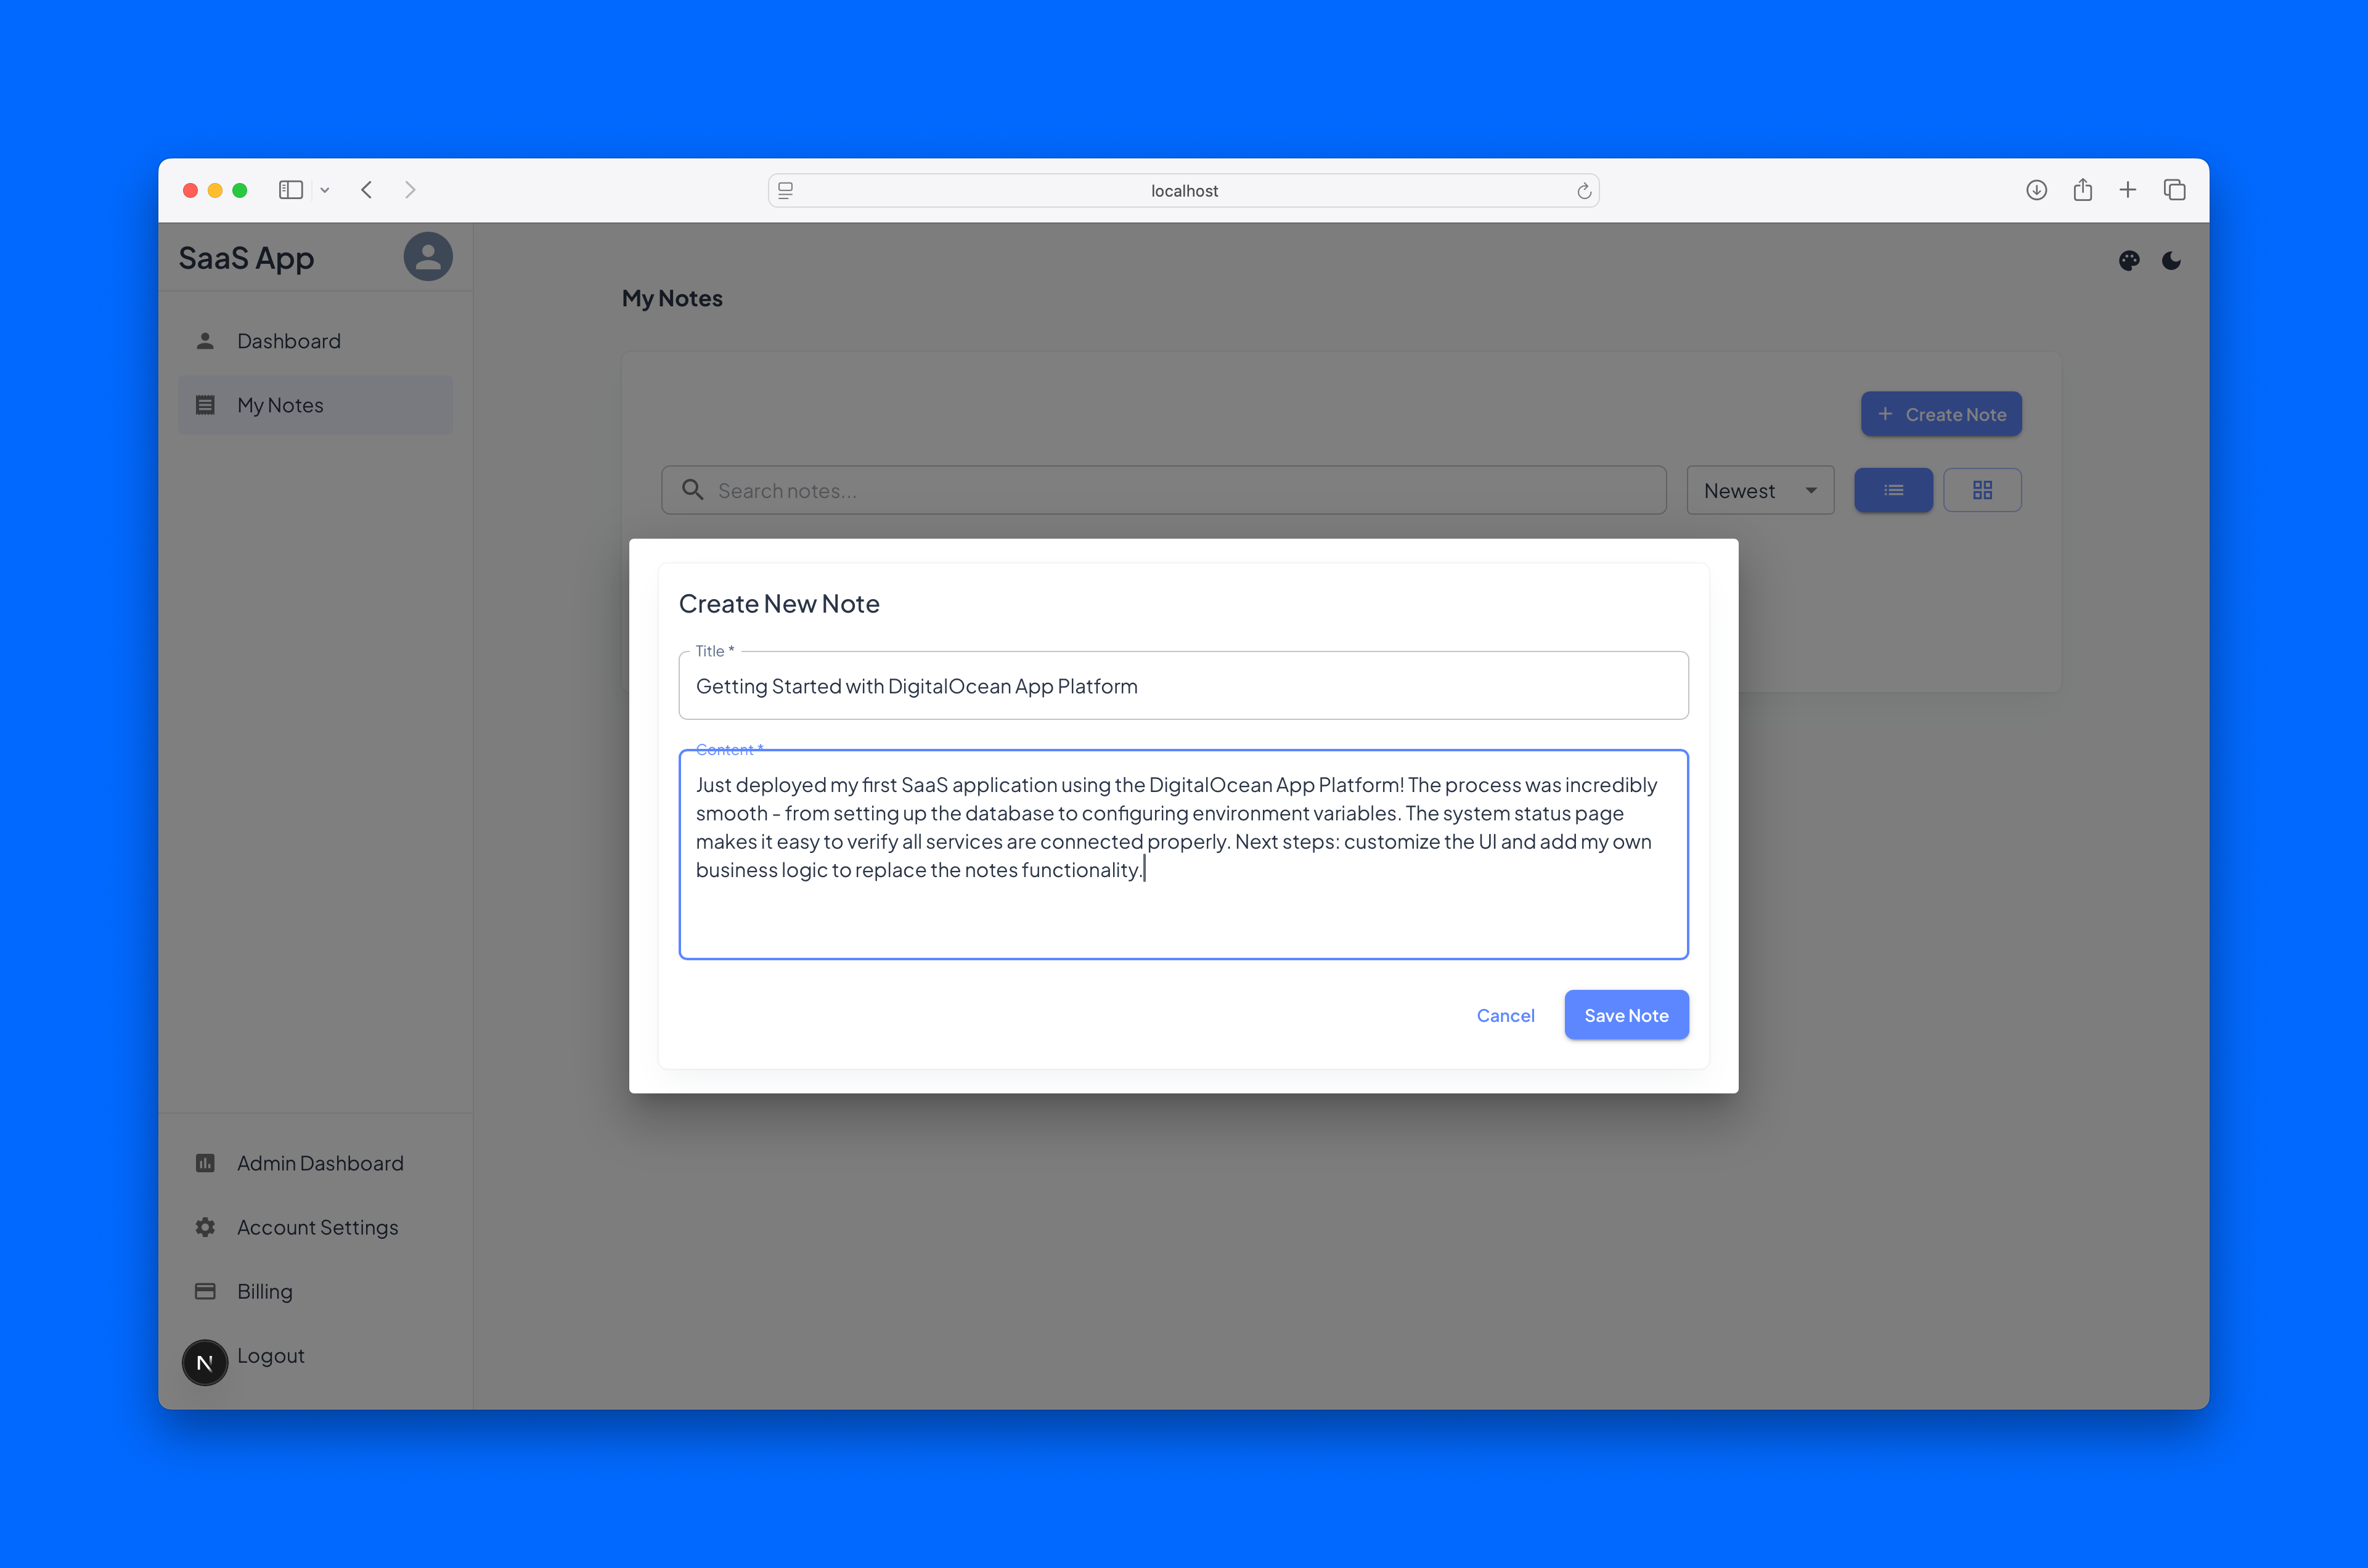 localhost
SaaS App
Dashboard
My Notes
Admin Dashboard
Account Settings
Billing
N
Logout
My Notes
+ Create Note
Search notes...
Newest
Create New Note
Title *
Getting Started with DigitalOcean App Platform
Content *
Just deployed my first SaaS application using the DigitalOcean App Platform! The process was incredibly
smooth - from setting up the database to configuring environment variables. The system status page
makes it easy to verify all services are connected properly. Next steps: customize the UI and add my own
business logic to replace the notes functionality.
Cancel
Save Note